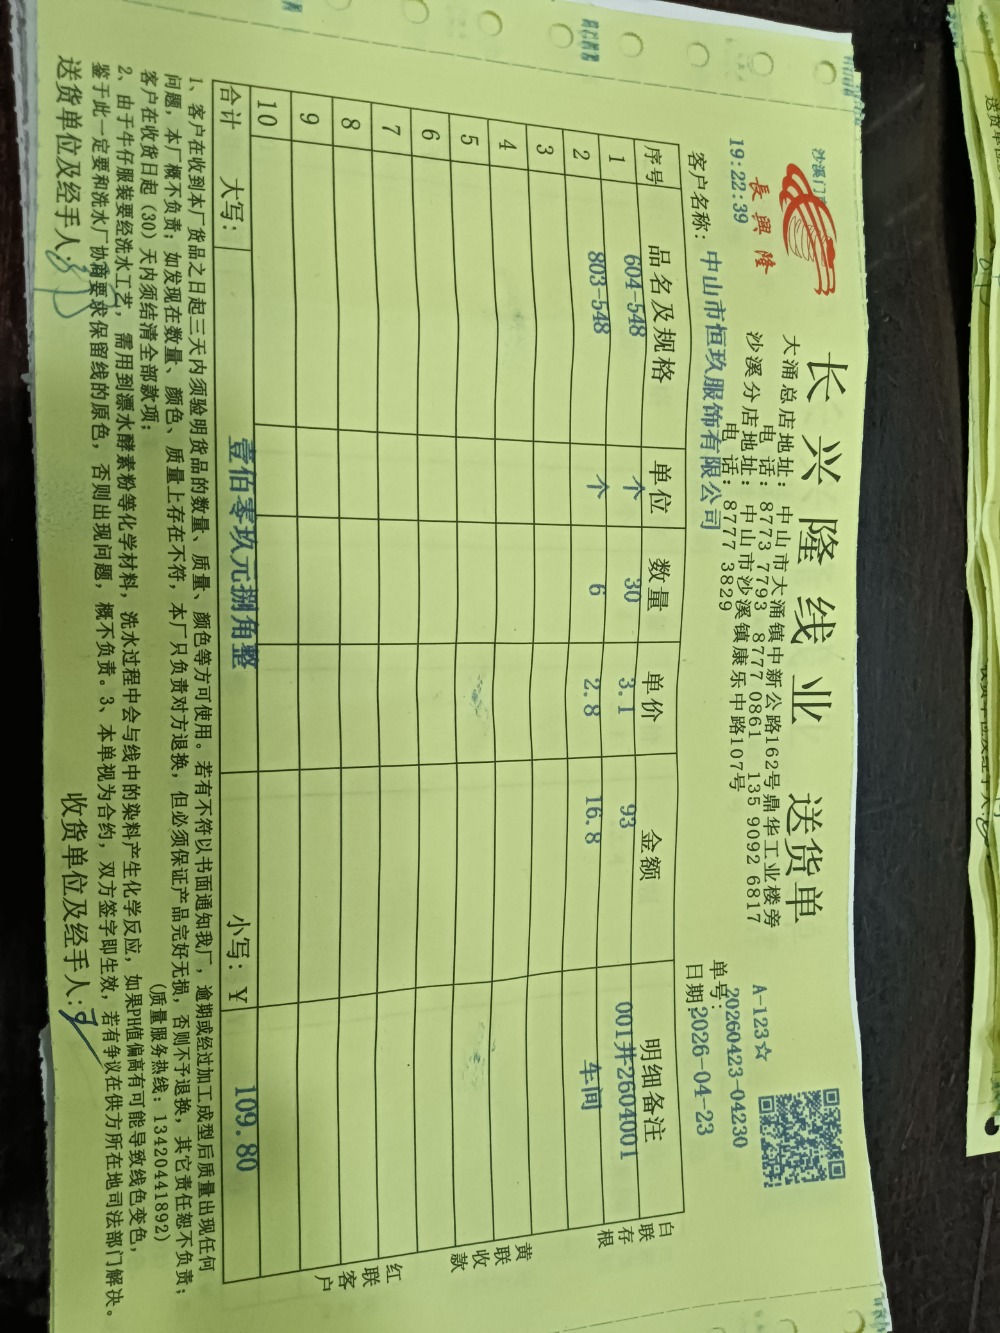 沙溪门
長興隆
19:22:39
长兴隆线业 送货单
大涌总店地址: 中山市大涌镇中新公路162号鼎华工业楼旁
电 话: 8773 7793 8777 0861 135 9092 6817
沙溪分店地址: 中山市沙溪镇康乐中路107号
电 话: 8777 3829
A-123☆
单号: 20260423-04230
日期: 2026-04-23
客户名称: 中山市恒玖服饰有限公司
序号 品名及规格 单位 数量 单价 金额 明细备注
1 604-548 个 30 3.1 93 001井2604001
2 803-548 个 6 2.8 16.8 车间
3
4
5
6
7
8
9
10
合计 大写: 壹佰零玖元捌角整 小写: ¥ 109.80
白联存根
黄联收款
红联客户
1、客户在收到本厂货品之日起三天内须验明货品的数量、质量、颜色等方可使用。若有不符以书面通知我厂,逾期或经过加工成型后质量出现任何
问题,本厂概不负责;如发现在数量、颜色、质量上存在不符,本厂只负责对方退换,但必须保证产品完好无损,否则不予退换,其它责任恕不负责;
客户在收货日起(30)天内须结清全部款项; (质量服务热线:13420441892)
2、由于牛仔服装要经洗水工艺,需用到漂水酵素粉等化学材料,洗水过程中会与线中的染料产生化学反应,如果PH值偏高有可能导致线色变色,
鉴于此一定要和洗水厂协商要求保留线的原色,否则出现问题,概不负责。3、本单视为合约,双方签字即生效,若有争议在供方所在地司法部门解决。
送货单位及经手人: 收货单位及经手人: